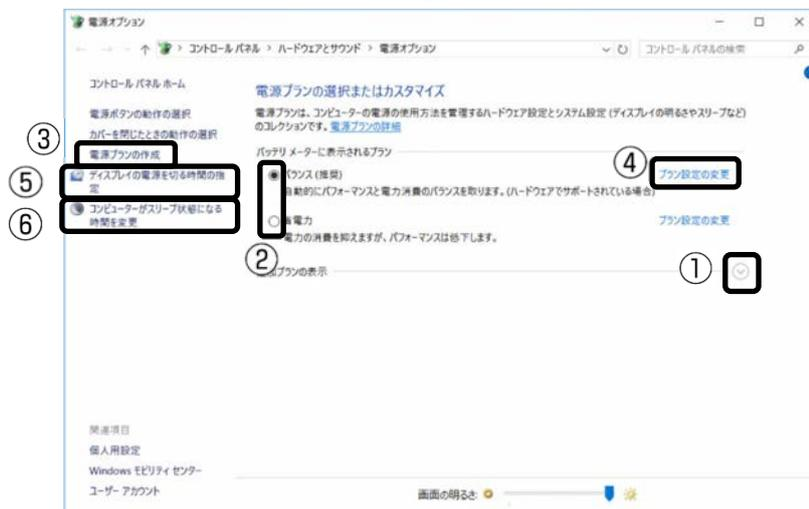 電源オプション
コントロール パネル > ハードウェアとサウンド > 電源オプション
コントロール パネルの検索
コントロール パネル ホーム
電源ボタンの動作の選択
カバーを閉じたときの動作の選択
③
電源プランの作成
⑤
ディスプレイの電源を切る時間の指
定
⑥
コンピューターがスリープ状態になる
時間を変更
電源プランの選択またはカスタマイズ
電源プランは、コンピューターの電源の使用方法を管理するハードウェア設定とシステム設定 (ディスプレイの明るさやスリープなど)
のコレクションです。電源プランの詳細
バッテリ メーターに表示されるプラン
④
バランス (推奨)
プラン設定の変更
自動的にパフォーマンスと電力消費のバランスを取ります。(ハードウェアでサポートされている場合)
省電力
プラン設定の変更
電力の消費を抑えますが、パフォーマンスは低下します。
②
プランの表示
①
関連項目
個人用設定
Windows モビリティ センター
ユーザー アカウント
画面の明るさ: